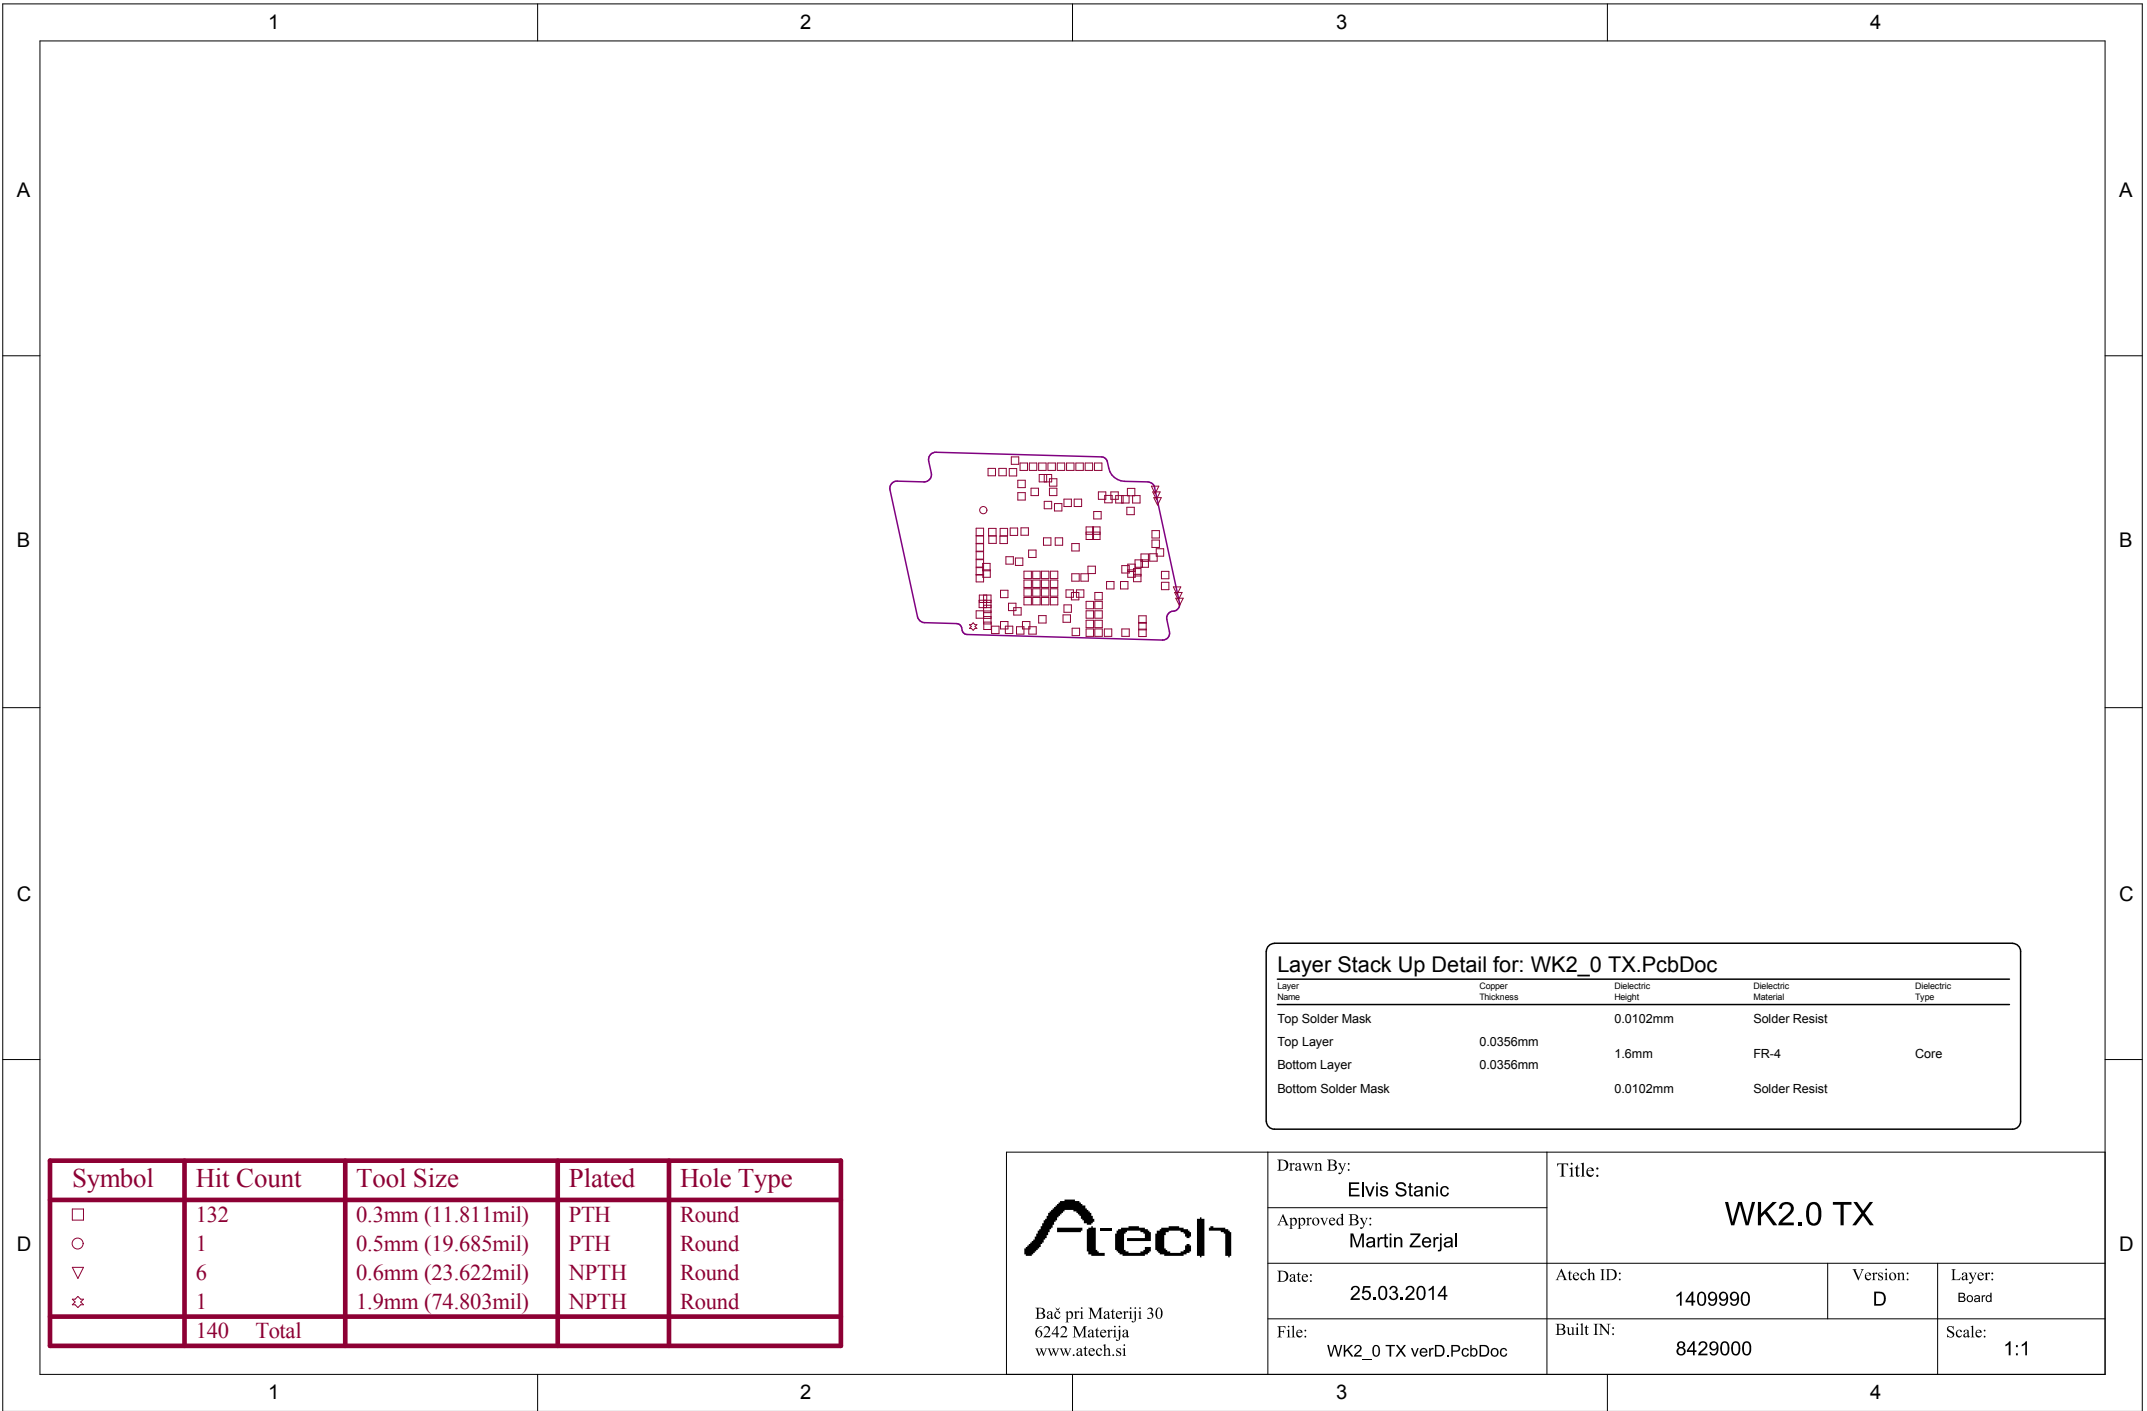 1 2 3 4
A A
B B
C C
D D
Layer Stack Up Detail for: WK2_0 TX.PcbDoc
Layer Name Copper Thickness Dielectric Height Dielectric Material Dielectric Type
Top Solder Mask 0.0102mm Solder Resist
Top Layer 0.0356mm
1.6mm FR-4 Core
Bottom Layer 0.0356mm
Bottom Solder Mask 0.0102mm Solder Resist
Symbol Hit Count Tool Size Plated Hole Type
132 0.3mm (11.811mil) PTH Round
1 0.5mm (19.685mil) PTH Round
6 0.6mm (23.622mil) NPTH Round
1 1.9mm (74.803mil) NPTH Round
140 Total
Atech
Bač pri Materiji 30
6242 Materija
www.atech.si
Drawn By:
Elvis Stanic
Approved By:
Martin Zerjal
Date:
25.03.2014
File:
WK2_0 TX verD.PcbDoc
Title:
WK2.0 TX
Atech ID:
1409990
Version:
D
Layer:
Board
Built IN:
8429000
Scale:
1:1
1 2 3 4